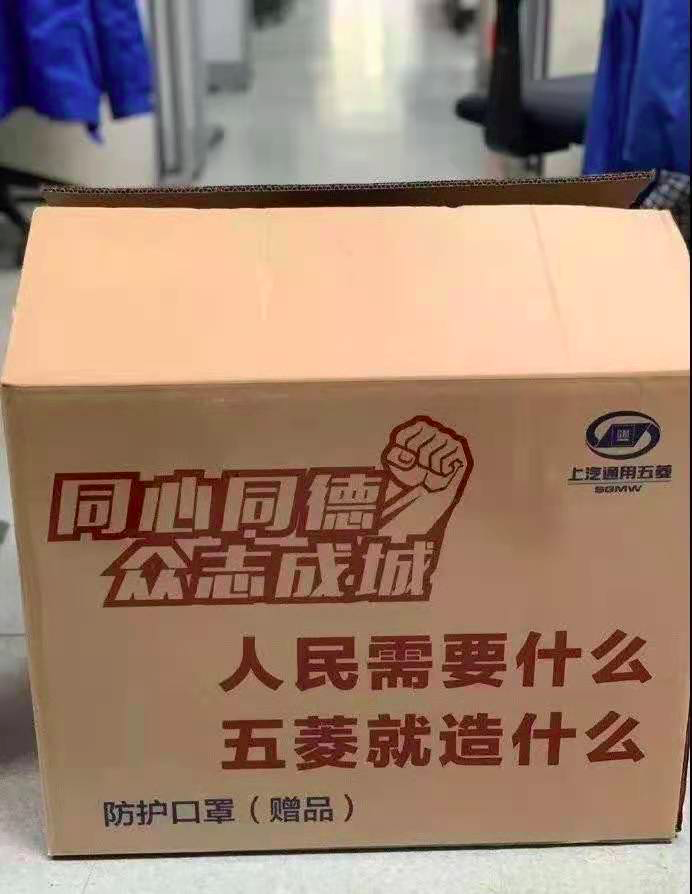 上汽通用五菱
SGMW
同心同德
众志成城
人民需要什么
五菱就造什么
防护口罩（赠品）